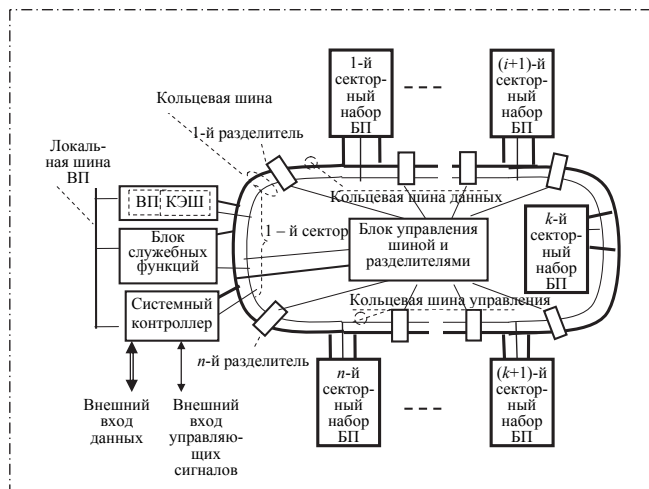 1-й
сектор-
ный
набор
БП
(i+1)-й
сектор-
ный
набор
БП
Кольцевая шина
1-й разделитель
Локаль-
ная шина
ВП
ВП КЭШ
Кольцевая шина данных
Блок
служебных
функций
1 – й сектор
Блок управления
шиной и
разделителями
k-й
сектор-
ный
набор
БП
Системный
контроллер
Кольцевая шина управления
n-й разделитель
n-й
сектор-
ный
набор
БП
(k+1)-й
сектор-
ный
набор
БП
Внешний
вход
данных
Внешний
вход
управляю-
щих
сигналов